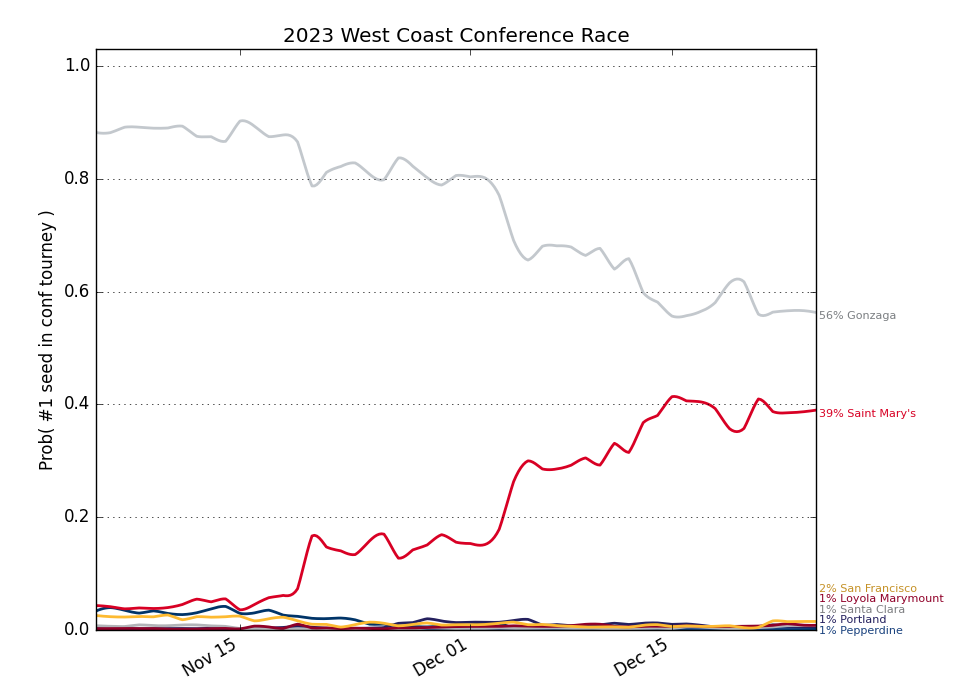 2023 West Coast Conference Race
Prob( #1 seed in conf tourney )
1.0
0.8
0.6
0.4
0.2
0.0
Nov 15
Dec 01
Dec 15
56% Gonzaga
39% Saint Mary's
2% San Francisco
1% Loyola Marymount
1% Santa Clara
1% Portland
1% Pepperdine